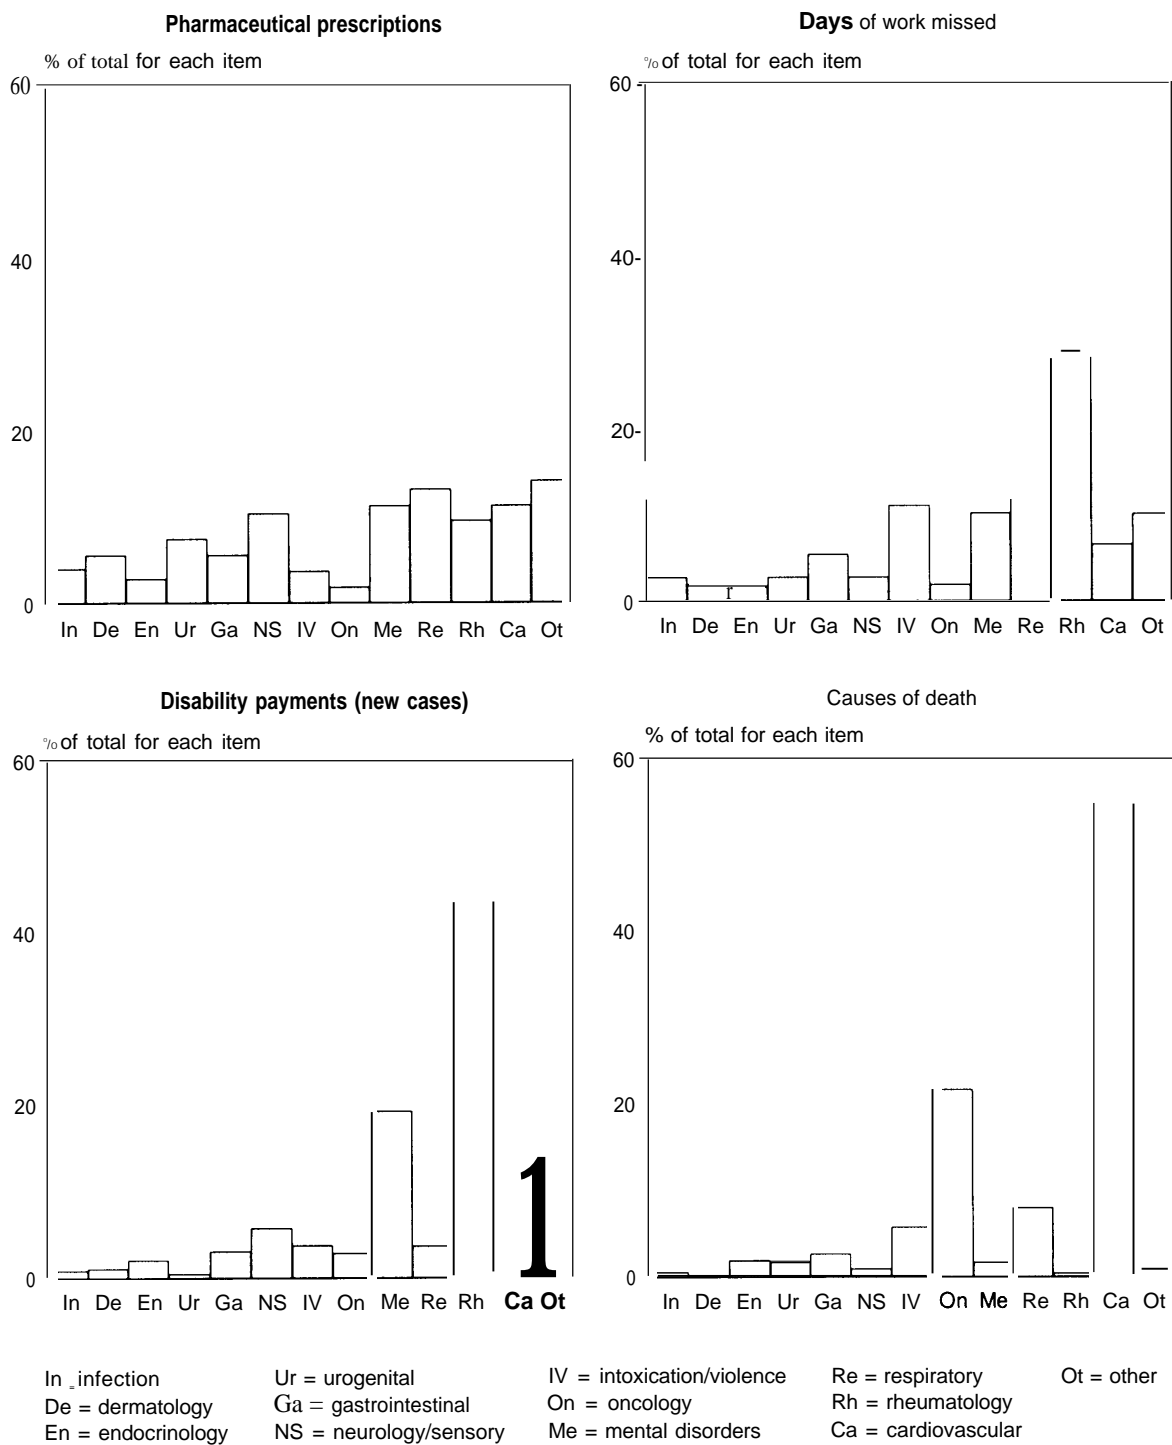 Pharmaceutical prescriptions
% of total for each item
60
40
20
0
In De En Ur Ga NS IV On Me Re Rh Ca Ot
Days of work missed
% of total for each item
60 -
40-
20-
0
In De En Ur Ga NS IV On Me Re Rh Ca Ot
Disability payments (new cases)
% of total for each item
60
40
20
0
1
In De En Ur Ga NS IV On Me Re Rh Ca Ot
Causes of death
% of total for each item
60
40
20
0
In De En Ur Ga NS IV On Me Re Rh Ca Ot
In = infection
De = dermatology
En = endocrinology
Ur = urogenital
Ga = gastrointestinal
NS = neurology/sensory
IV = intoxication/violence
On = oncology
Me = mental disorders
Re = respiratory
Rh = rheumatology
Ca = cardiovascular
Ot = other